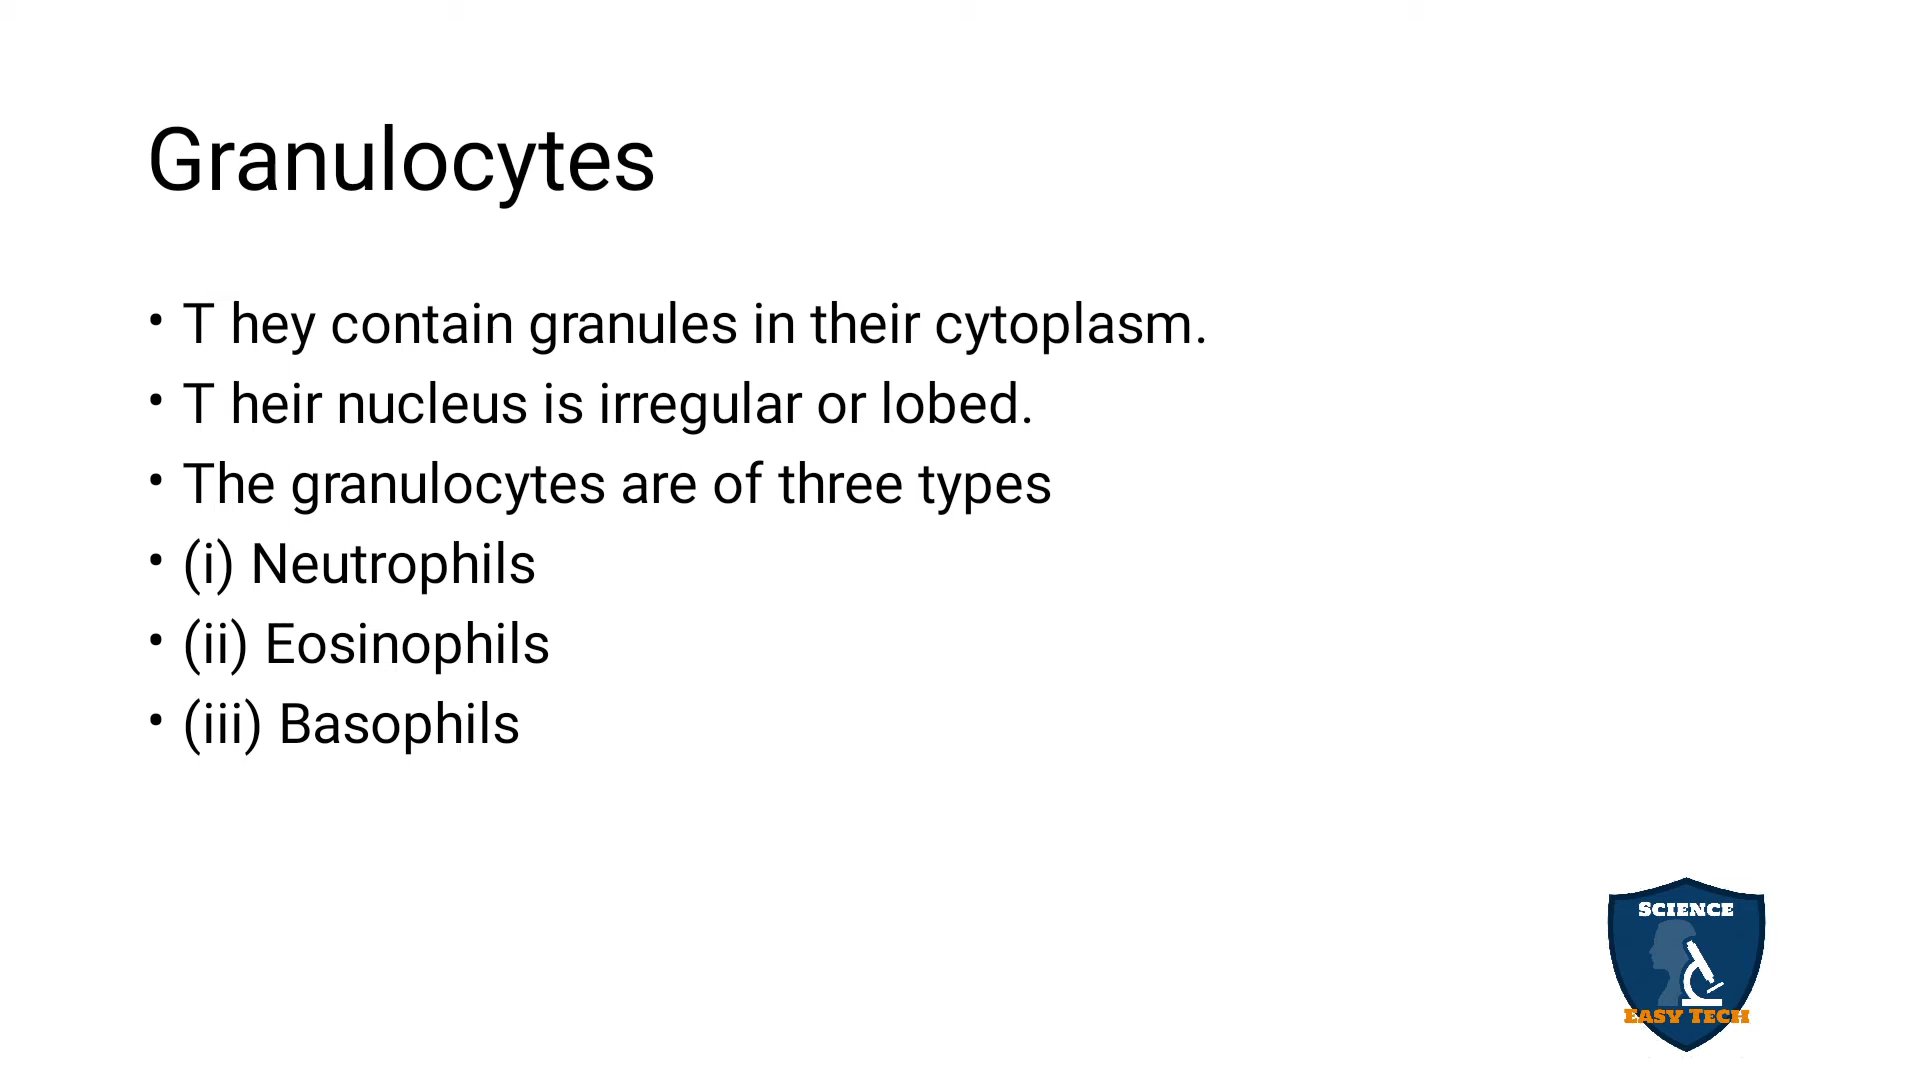 Granulocytes
• T hey contain granules in their cytoplasm.
• T heir nucleus is irregular or lobed.
• The granulocytes are of three types
• (i) Neutrophils
• (ii) Eosinophils
• (iii) Basophils
SCIENCE
EASY TECH